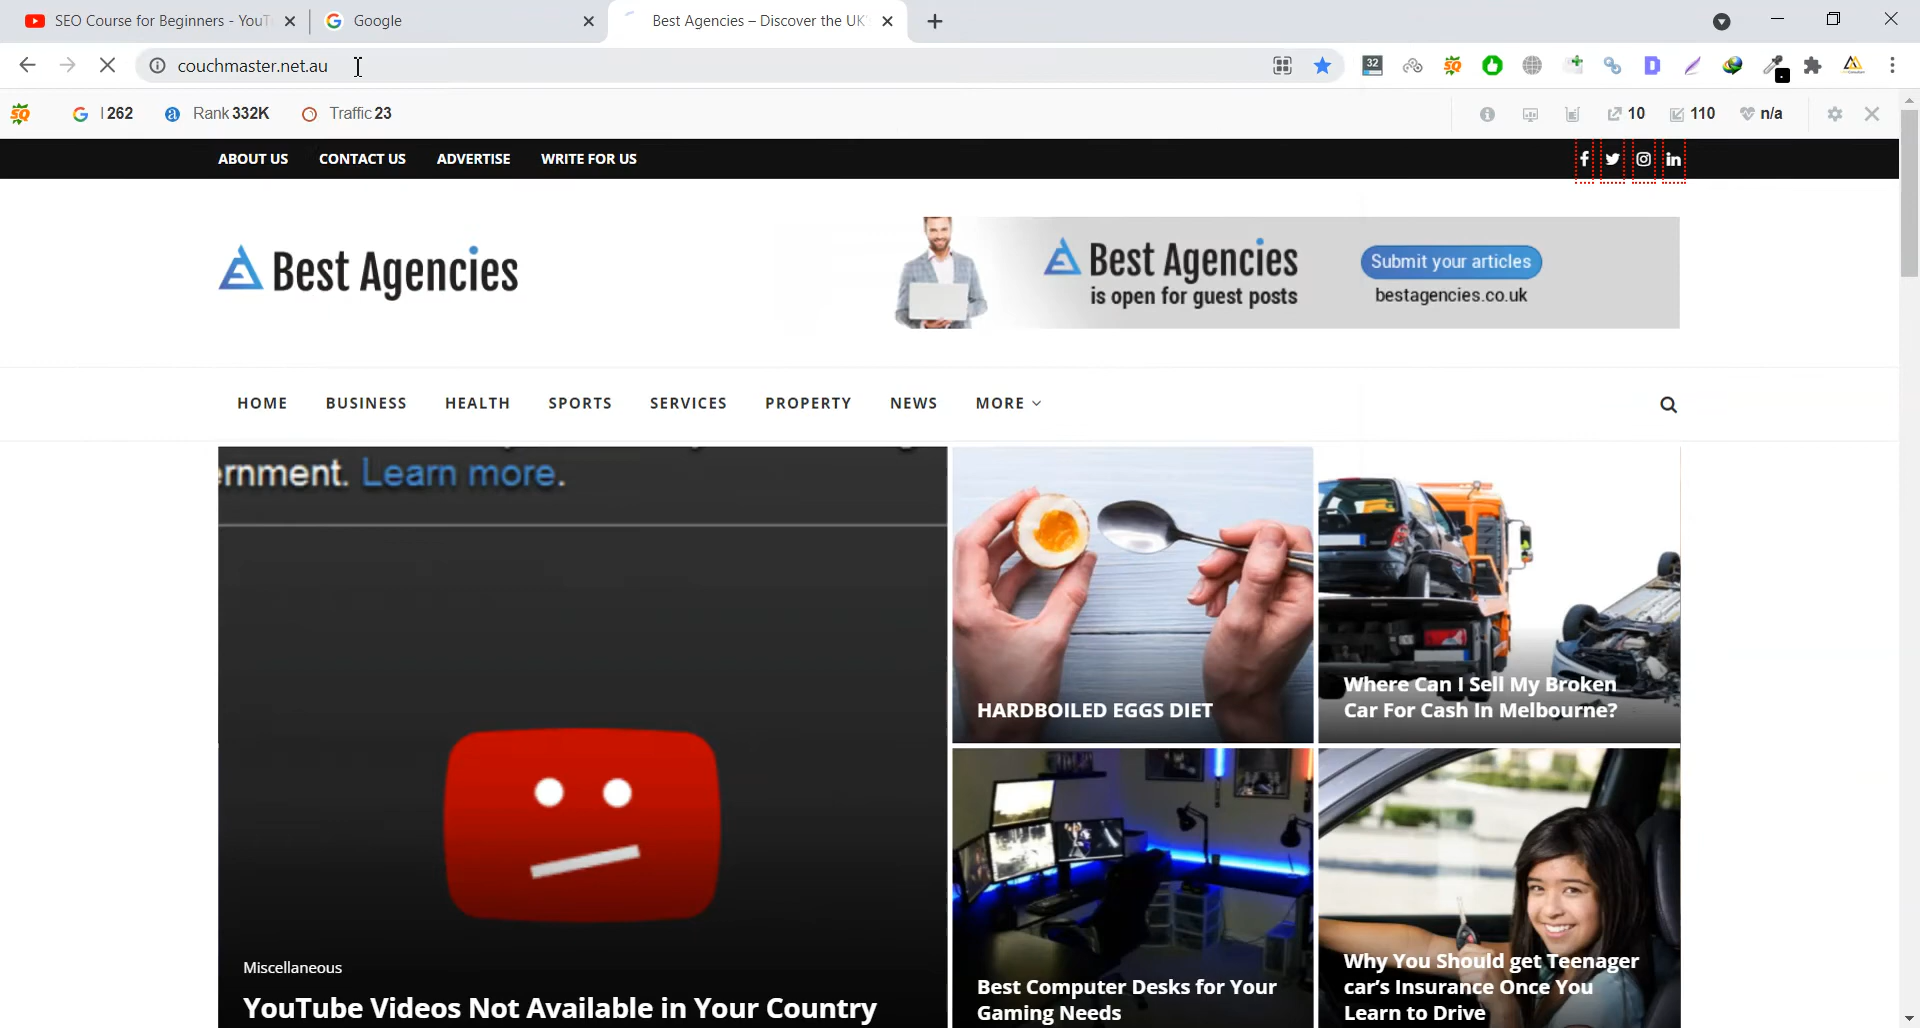 SEO Course for Beginners - YouT
Google
Best Agencies – Discover the UK
couchmaster.net.au
32
I 262
Rank 332K
Traffic 23
10
110
n/a
ABOUT US
CONTACT US
ADVERTISE
WRITE FOR US
Best Agencies
Best Agencies
is open for guest posts
Submit your articles
bestagencies.co.uk
HOME
BUSINESS
HEALTH
SPORTS
SERVICES
PROPERTY
NEWS
MORE
ernment. Learn more.
HARDBOILED EGGS DIET
Where Can I Sell My Broken
Car For Cash In Melbourne?
Miscellaneous
YouTube Videos Not Available in Your Country
Best Computer Desks for Your
Gaming Needs
Why You Should get Teenager
car's Insurance Once You
Learn to Drive